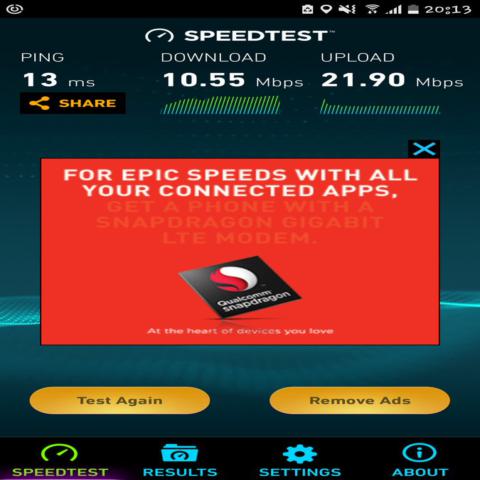 20:13
SPEEDTEST™
PING DOWNLOAD UPLOAD
13 ms 10.55 Mbps 21.90 Mbps
SHARE
FOR EPIC SPEEDS WITH ALL
YOUR CONNECTED APPS,
GET A PHONE WITH A
SNAPDRAGON GIGABIT
LTE MODEM.
Qualcomm
snapdragon
At the heart of devices you love
Test Again Remove Ads
SPEEDTEST RESULTS SETTINGS ABOUT